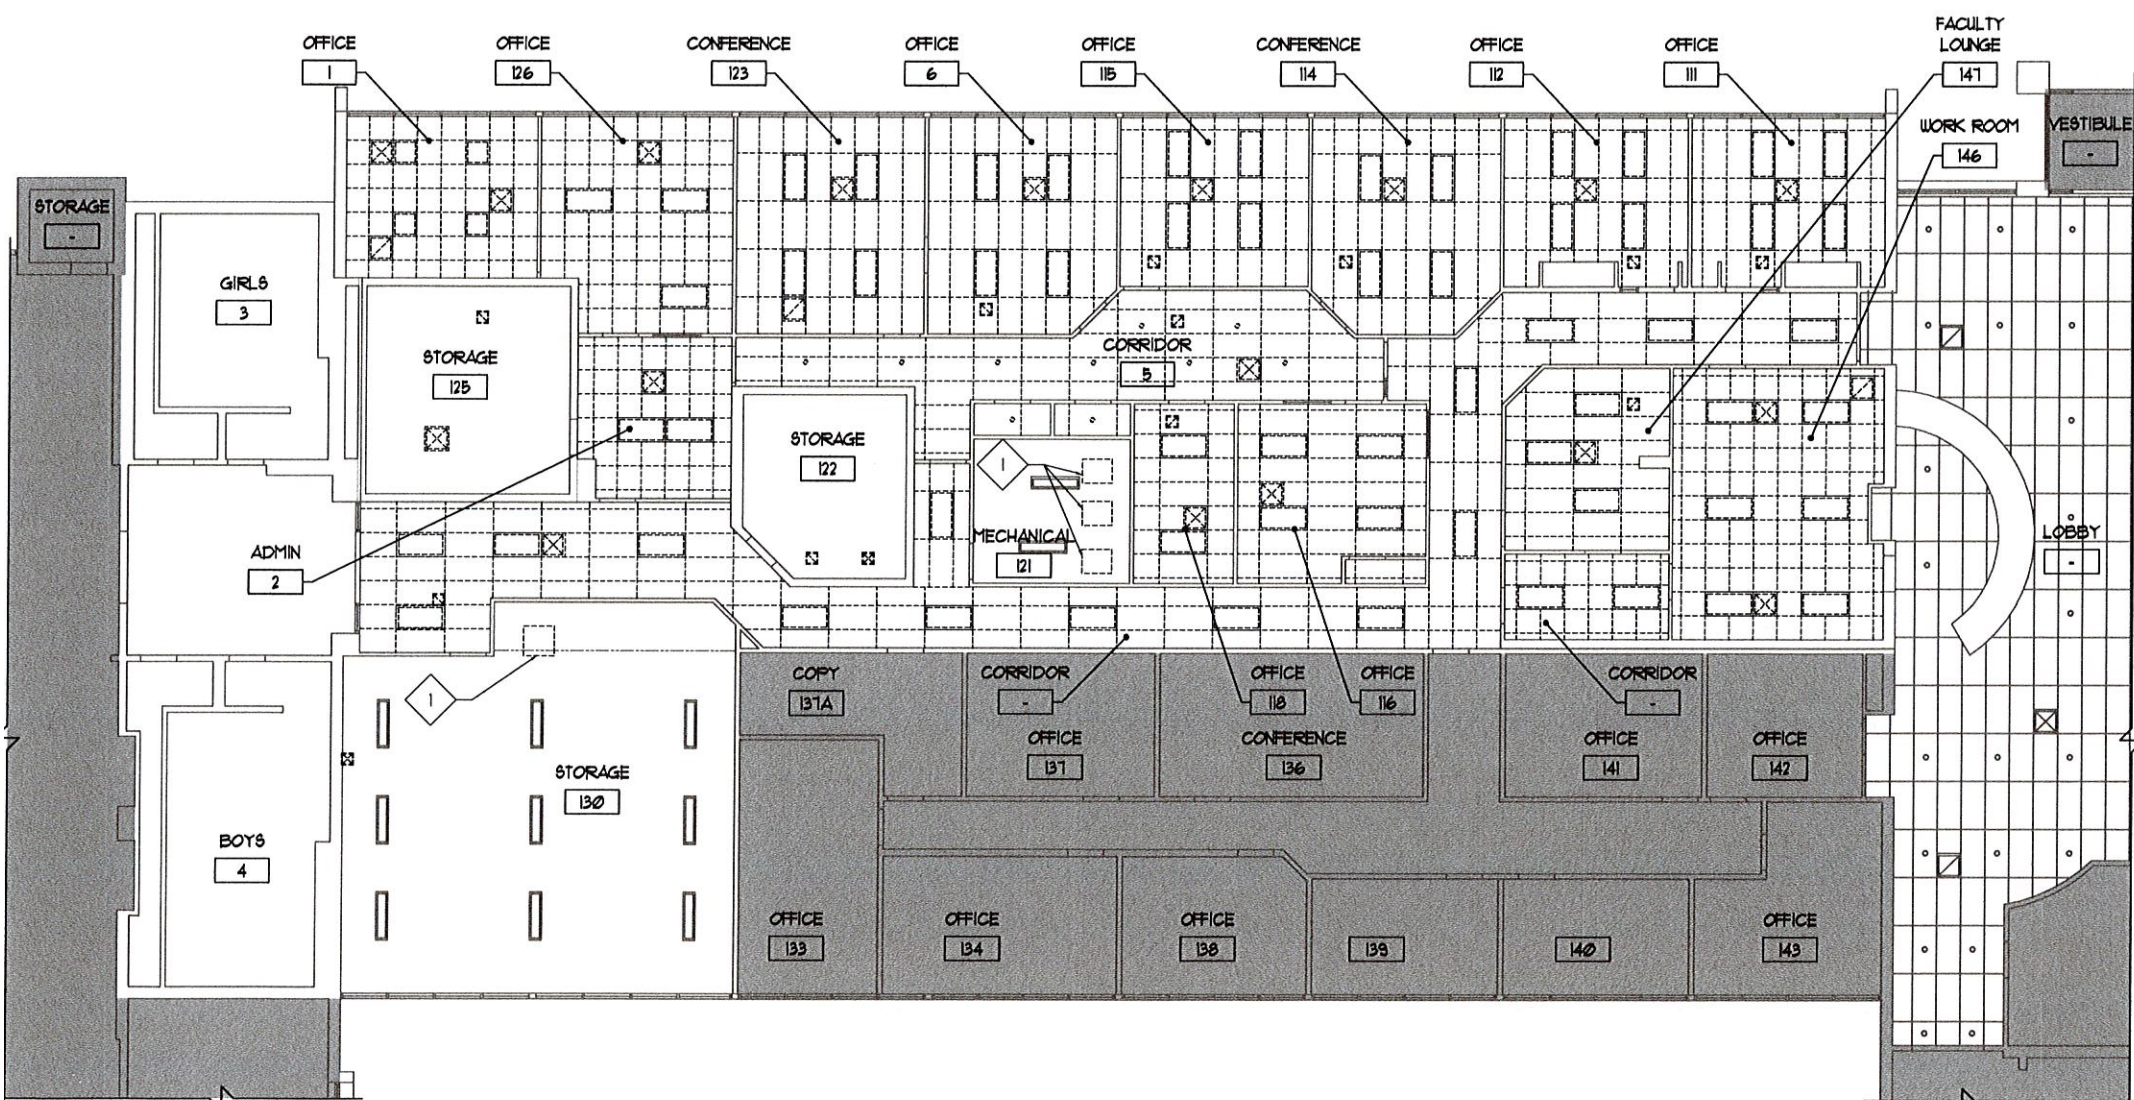 OFFICE
1
OFFICE
126
CONFERENCE
123
OFFICE
6
OFFICE
115
CONFERENCE
114
OFFICE
112
OFFICE
111
FACULTY
LOUNGE
147
WORK ROOM
146
VESTIBULE
-
STORAGE
-
GIRLS
3
STORAGE
125
CORRIDOR
5
STORAGE
122
1
MECHANICAL
121
ADMIN
2
LOBBY
-
1
COPY
137A
CORRIDOR
-
OFFICE
118
OFFICE
116
CORRIDOR
-
OFFICE
137
CONFERENCE
136
OFFICE
141
OFFICE
142
STORAGE
130
BOYS
4
OFFICE
133
OFFICE
134
OFFICE
138
139
140
OFFICE
143